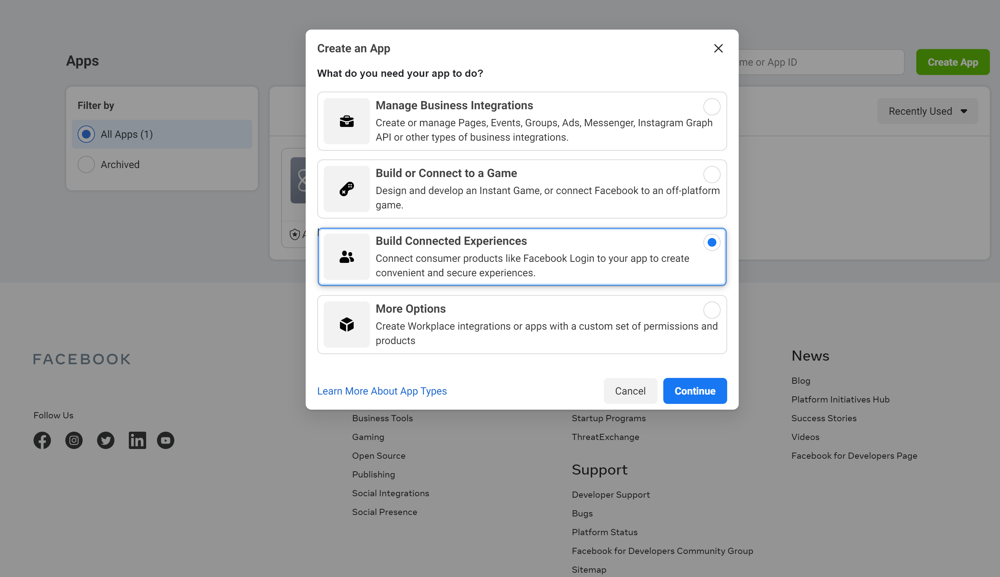 Apps
me or App ID
Create App
Filter by
All Apps (1)
Archived
Recently Used
Create an App
What do you need your app to do?
Manage Business Integrations
Create or manage Pages, Events, Groups, Ads, Messenger, Instagram Graph
API or other types of business integrations.
Build or Connect to a Game
Design and develop an Instant Game, or connect Facebook to an off-platform
game.
Build Connected Experiences
Connect consumer products like Facebook Login to your app to create
convenient and secure experiences.
More Options
Create Workplace integrations or apps with a custom set of permissions and
products
Learn More About App Types
Cancel
Continue
FACEBOOK
Follow Us
Business Tools
Gaming
Open Source
Publishing
Social Integrations
Social Presence
Startup Programs
ThreatExchange
Support
Developer Support
Bugs
Platform Status
Facebook for Developers Community Group
Sitemap
News
Blog
Platform Initiatives Hub
Success Stories
Videos
Facebook for Developers Page